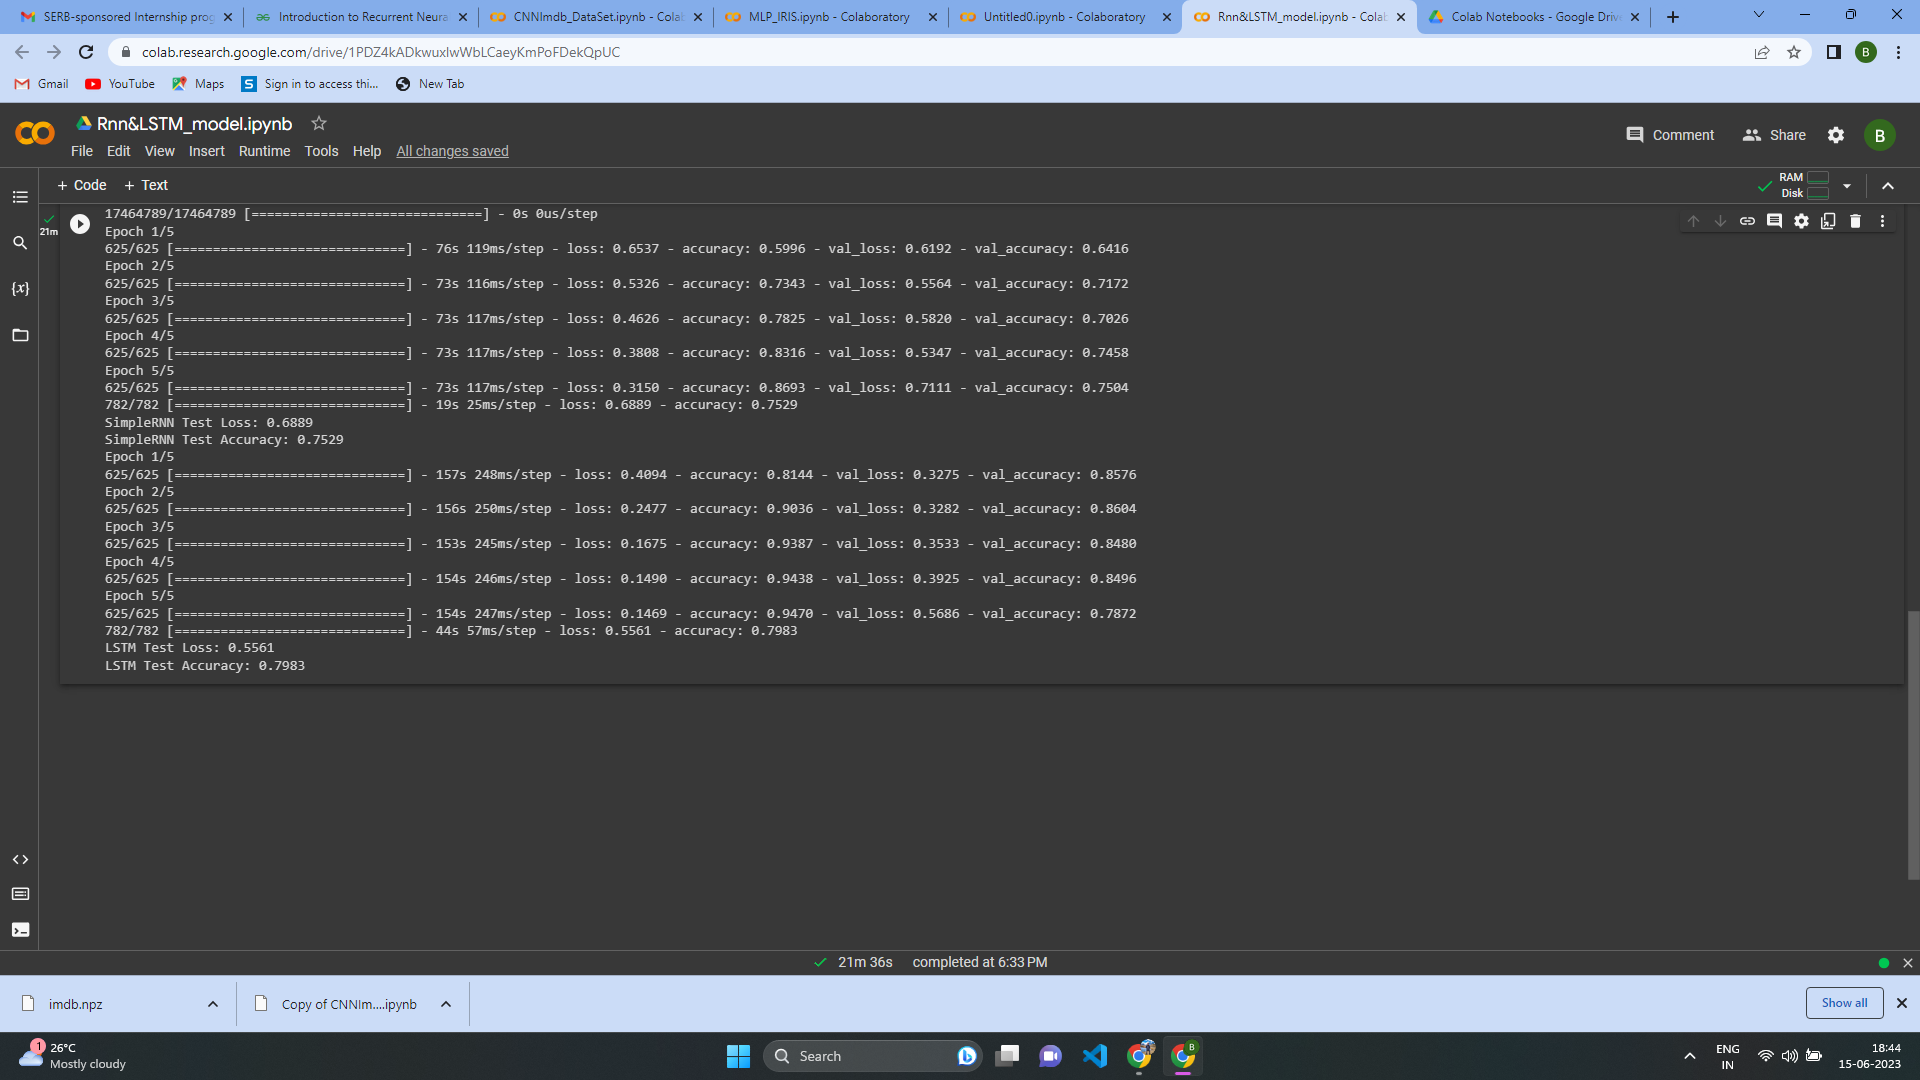 SERB-sponsored Internship prog
Introduction to Recurrent Neura
CNNImdb_DataSet.ipynb - Colab
MLP_IRIS.ipynb - Colaboratory
Untitled0.ipynb - Colaboratory
Rnn&LSTM_model.ipynb - Colab
Colab Notebooks - Google Drive
colab.research.google.com/drive/1PDZ4kADkwuxIwWbLCaeyKmPoFDekQpUC
B
Gmail
YouTube
Maps
S
Sign in to access thi...
New Tab
Rnn&LSTM_model.ipynb
Comment
Share
B
File Edit View Insert Runtime Tools Help All changes saved
+ Code + Text
RAM
Disk
21m
{x}
17464789/17464789 [==============================] - 0s 0us/step
Epoch 1/5
625/625 [==============================] - 76s 119ms/step - loss: 0.6537 - accuracy: 0.5996 - val_loss: 0.6192 - val_accuracy: 0.6416
Epoch 2/5
625/625 [==============================] - 73s 116ms/step - loss: 0.5326 - accuracy: 0.7343 - val_loss: 0.5564 - val_accuracy: 0.7172
Epoch 3/5
625/625 [==============================] - 73s 117ms/step - loss: 0.4626 - accuracy: 0.7825 - val_loss: 0.5820 - val_accuracy: 0.7026
Epoch 4/5
625/625 [==============================] - 73s 117ms/step - loss: 0.3808 - accuracy: 0.8316 - val_loss: 0.5347 - val_accuracy: 0.7458
Epoch 5/5
625/625 [==============================] - 73s 117ms/step - loss: 0.3150 - accuracy: 0.8693 - val_loss: 0.7111 - val_accuracy: 0.7504
782/782 [==============================] - 19s 25ms/step - loss: 0.6889 - accuracy: 0.7529
SimpleRNN Test Loss: 0.6889
SimpleRNN Test Accuracy: 0.7529
Epoch 1/5
625/625 [==============================] - 157s 248ms/step - loss: 0.4094 - accuracy: 0.8144 - val_loss: 0.3275 - val_accuracy: 0.8576
Epoch 2/5
625/625 [==============================] - 156s 250ms/step - loss: 0.2477 - accuracy: 0.9036 - val_loss: 0.3282 - val_accuracy: 0.8604
Epoch 3/5
625/625 [==============================] - 153s 245ms/step - loss: 0.1675 - accuracy: 0.9387 - val_loss: 0.3533 - val_accuracy: 0.8480
Epoch 4/5
625/625 [==============================] - 154s 246ms/step - loss: 0.1490 - accuracy: 0.9438 - val_loss: 0.3925 - val_accuracy: 0.8496
Epoch 5/5
625/625 [==============================] - 154s 247ms/step - loss: 0.1469 - accuracy: 0.9470 - val_loss: 0.5686 - val_accuracy: 0.7872
782/782 [==============================] - 44s 57ms/step - loss: 0.5561 - accuracy: 0.7983
LSTM Test Loss: 0.5561
LSTM Test Accuracy: 0.7983
21m 36s completed at 6:33 PM
imdb.npz
Copy of CNNIm....ipynb
Show all
1
26°C
Mostly cloudy
Search
B
ENG
IN
18:44
15-06-2023